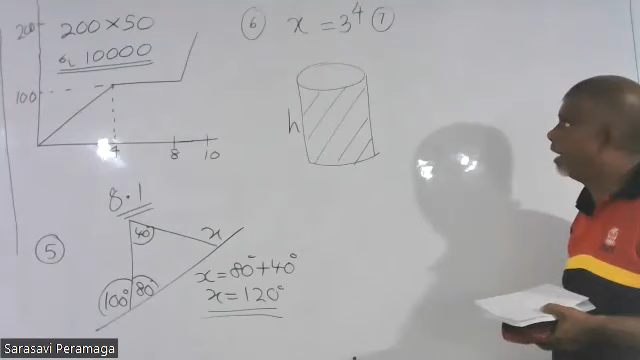 200
200×50
රු 10000
100
4
8
10
⑥ x = 3⁴
⑦
h
8.1
⑤
40°
x
100°
80°
x = 80° + 40°
x = 120°
Sarasavi Peramaga